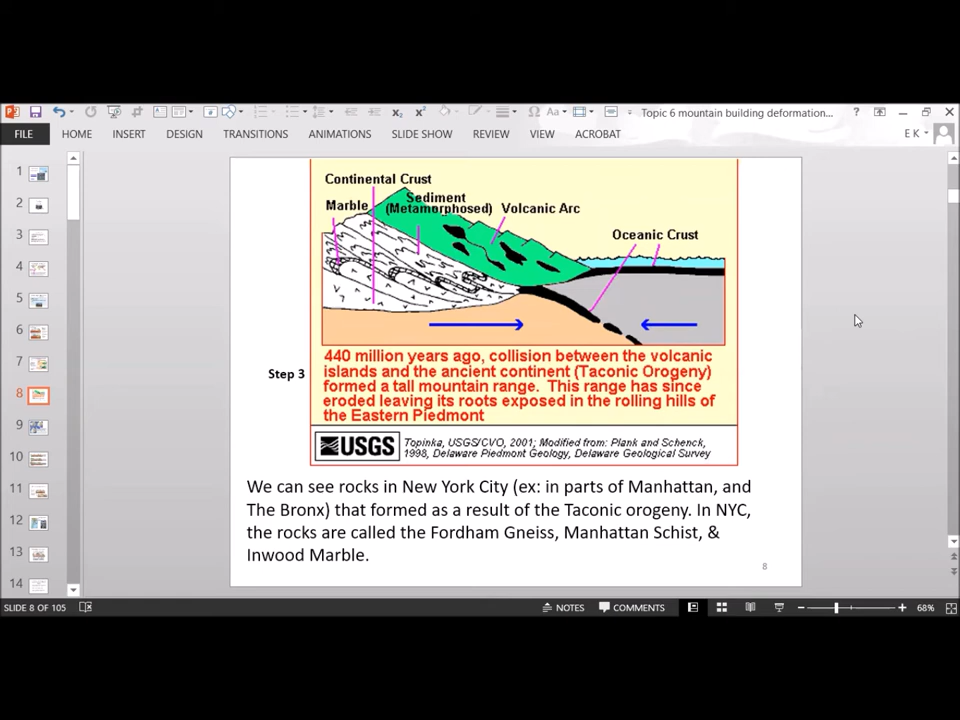 Topic 6 mountain building deformation...
FILE HOME INSERT DESIGN TRANSITIONS ANIMATIONS SLIDE SHOW REVIEW VIEW ACROBAT E K
1
2
3
4
5
6
7
8
9
10
11
12
13
14
Continental Crust
Marble
Sediment
(Metamorphosed)
Volcanic Arc
Oceanic Crust
Step 3
440 million years ago, collision between the volcanic
islands and the ancient continent (Taconic Orogeny)
formed a tall mountain range. This range has since
eroded leaving its roots exposed in the rolling hills of
the Eastern Piedmont
USGS
Topinka, USGS/CVO, 2001; Modified from: Plank and Schenck,
1998, Delaware Piedmont Geology, Delaware Geological Survey
We can see rocks in New York City (ex: in parts of Manhattan, and
The Bronx) that formed as a result of the Taconic orogeny. In NYC,
the rocks are called the Fordham Gneiss, Manhattan Schist, &
Inwood Marble.
8
SLIDE 8 OF 105 NOTES COMMENTS 68%